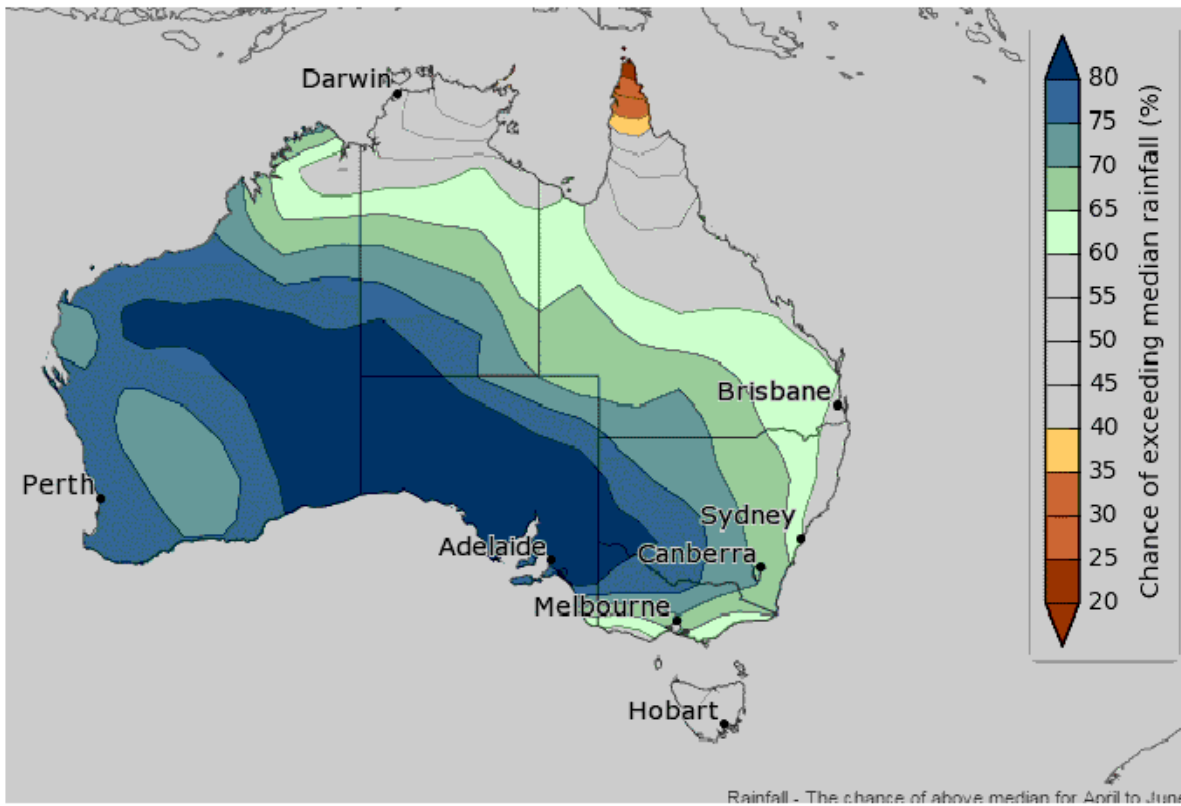 Darwin
Brisbane
Perth
Sydney
Adelaide
Canberra
Melbourne
Hobart
80
75
70
65
60
55
50
45
40
35
30
25
20
Chance of exceeding median rainfall (%)
Rainfall - The chance of above median for April to June